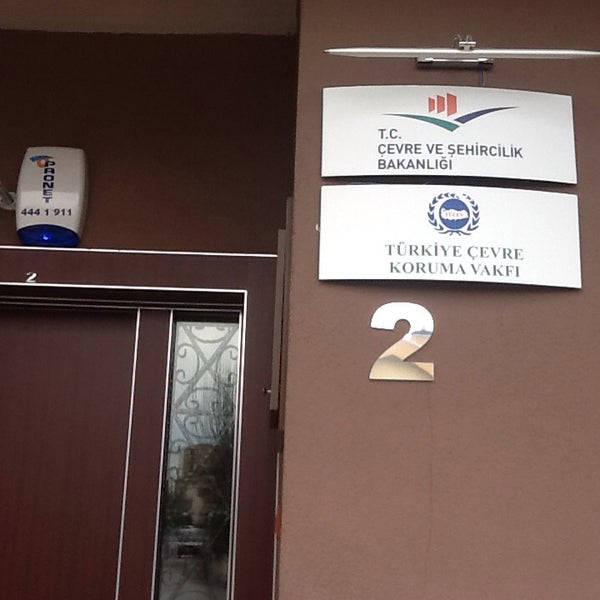 PRONET
444 1 911
2
T.C.
ÇEVRE VE ŞEHİRCİLİK
BAKANLIĞI
TÜRKİYE ÇEVRE
KORUMA VAKFI
2